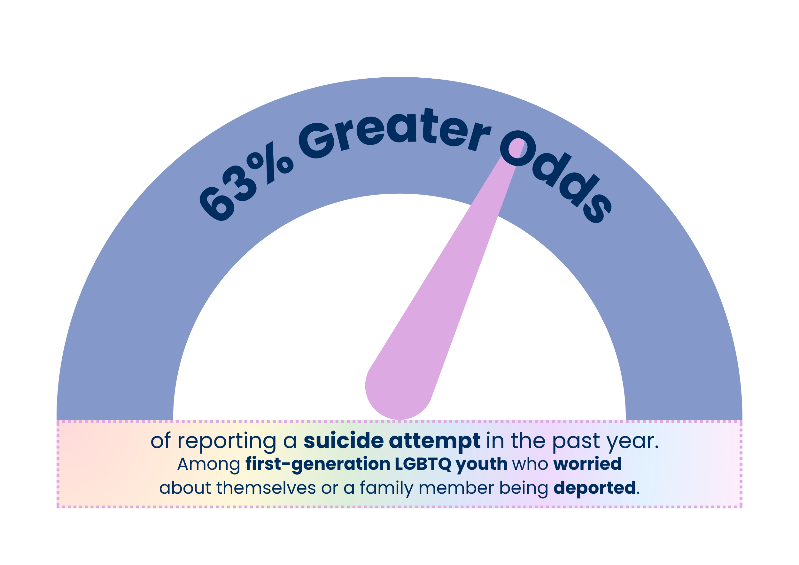 63% Greater Odds
of reporting a suicide attempt in the past year.
Among first-generation LGBTQ youth who worried
about themselves or a family member being deported.